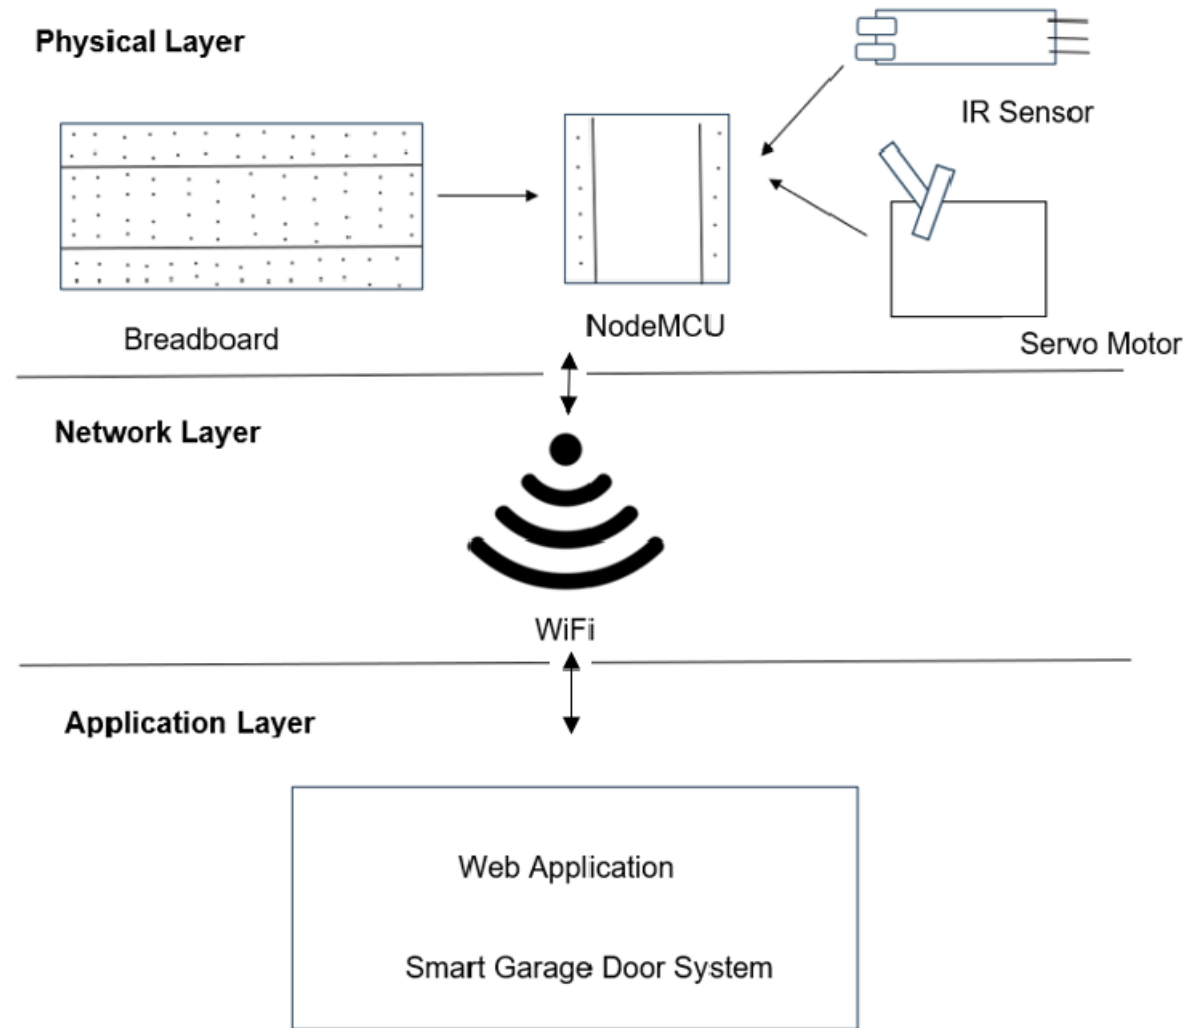 Physical Layer
IR Sensor
Breadboard
NodeMCU
Servo Motor
Network Layer
WiFi
Application Layer
Web Application
Smart Garage Door System